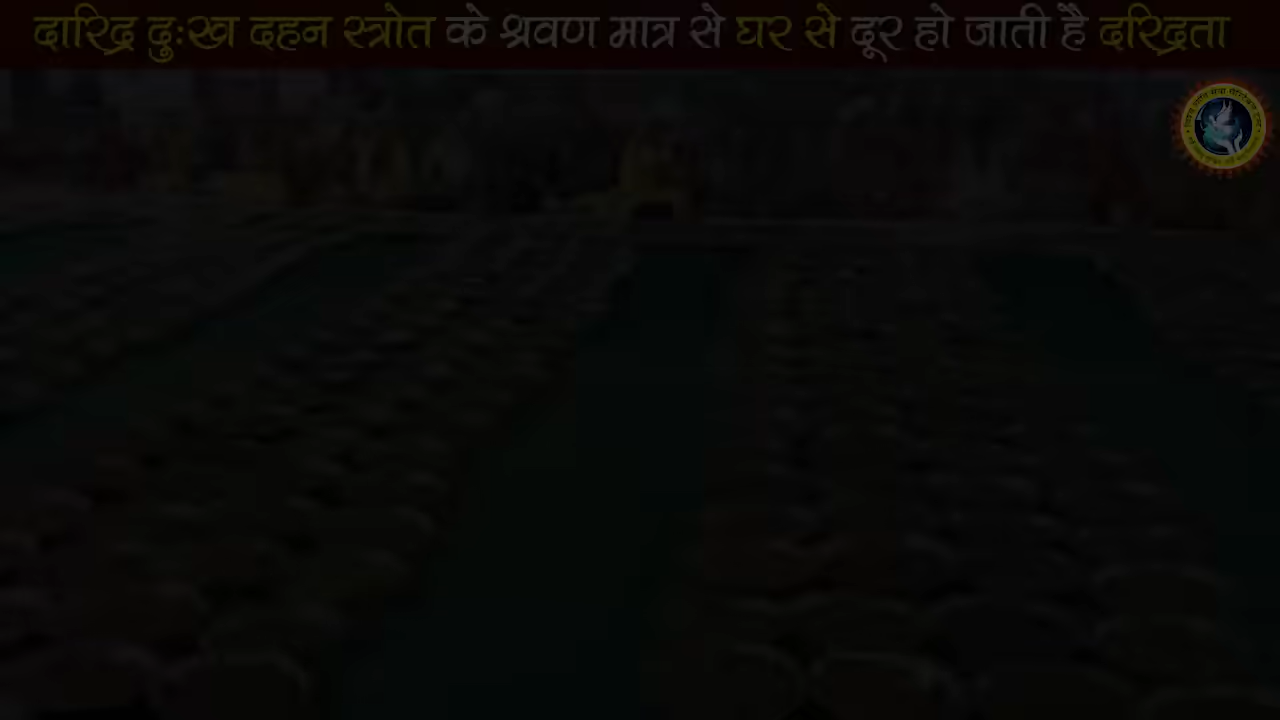 दारिद्र दुःख दहन स्त्रोत के श्रवण मात्र से घर से दूर हो जाती है दरिद्रता